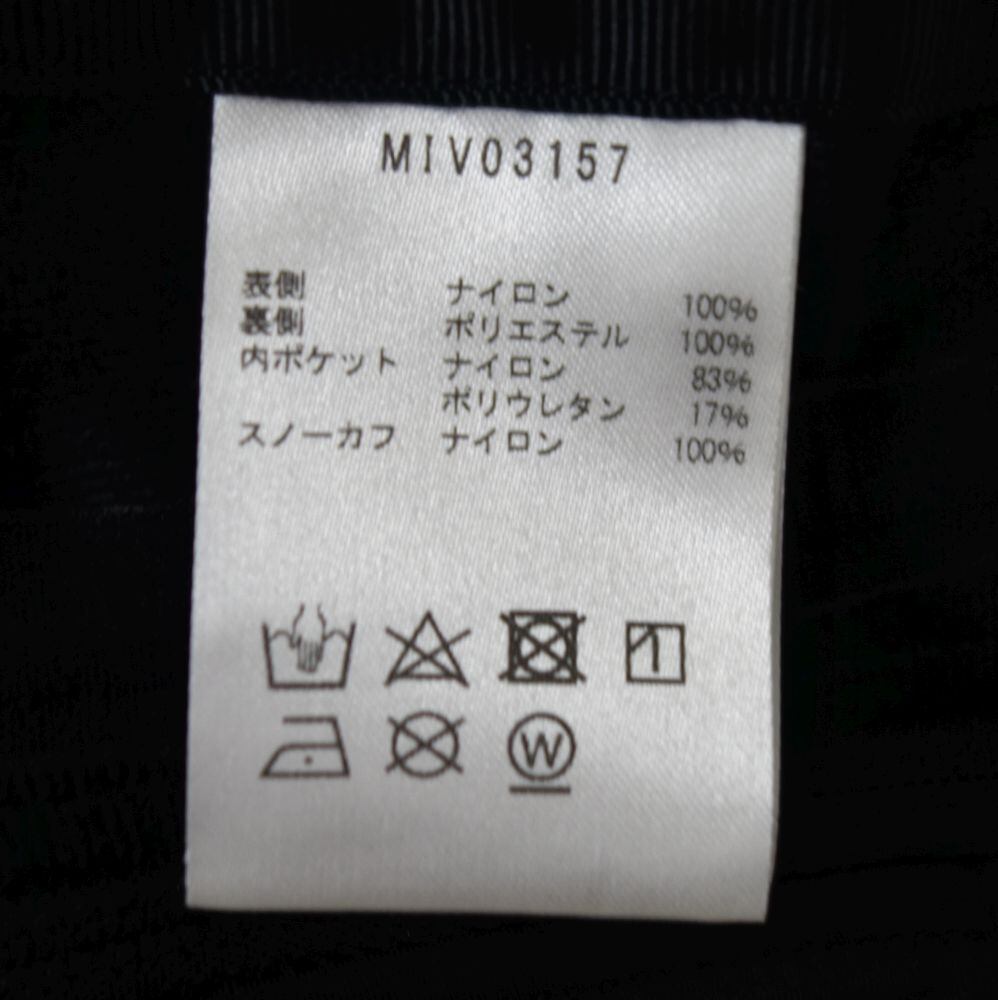 MIV03157
表側 ナイロン 100%
裏側 ポリエステル 100%
内ポケット ナイロン 83%
ポリウレタン 17%
スノーカフ ナイロン 100%
W